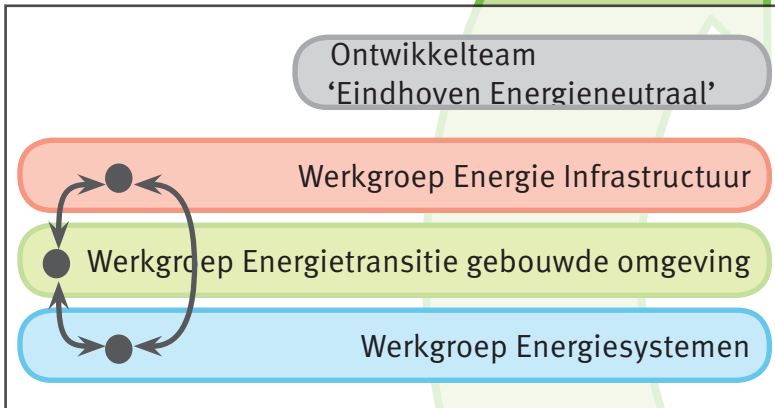 Ontwikkelteam
‘Eindhoven Energieneutraal’
Werkgroep Energie Infrastructuur
Werkgroep Energietransitie gebouwde omgeving
Werkgroep Energiesystemen